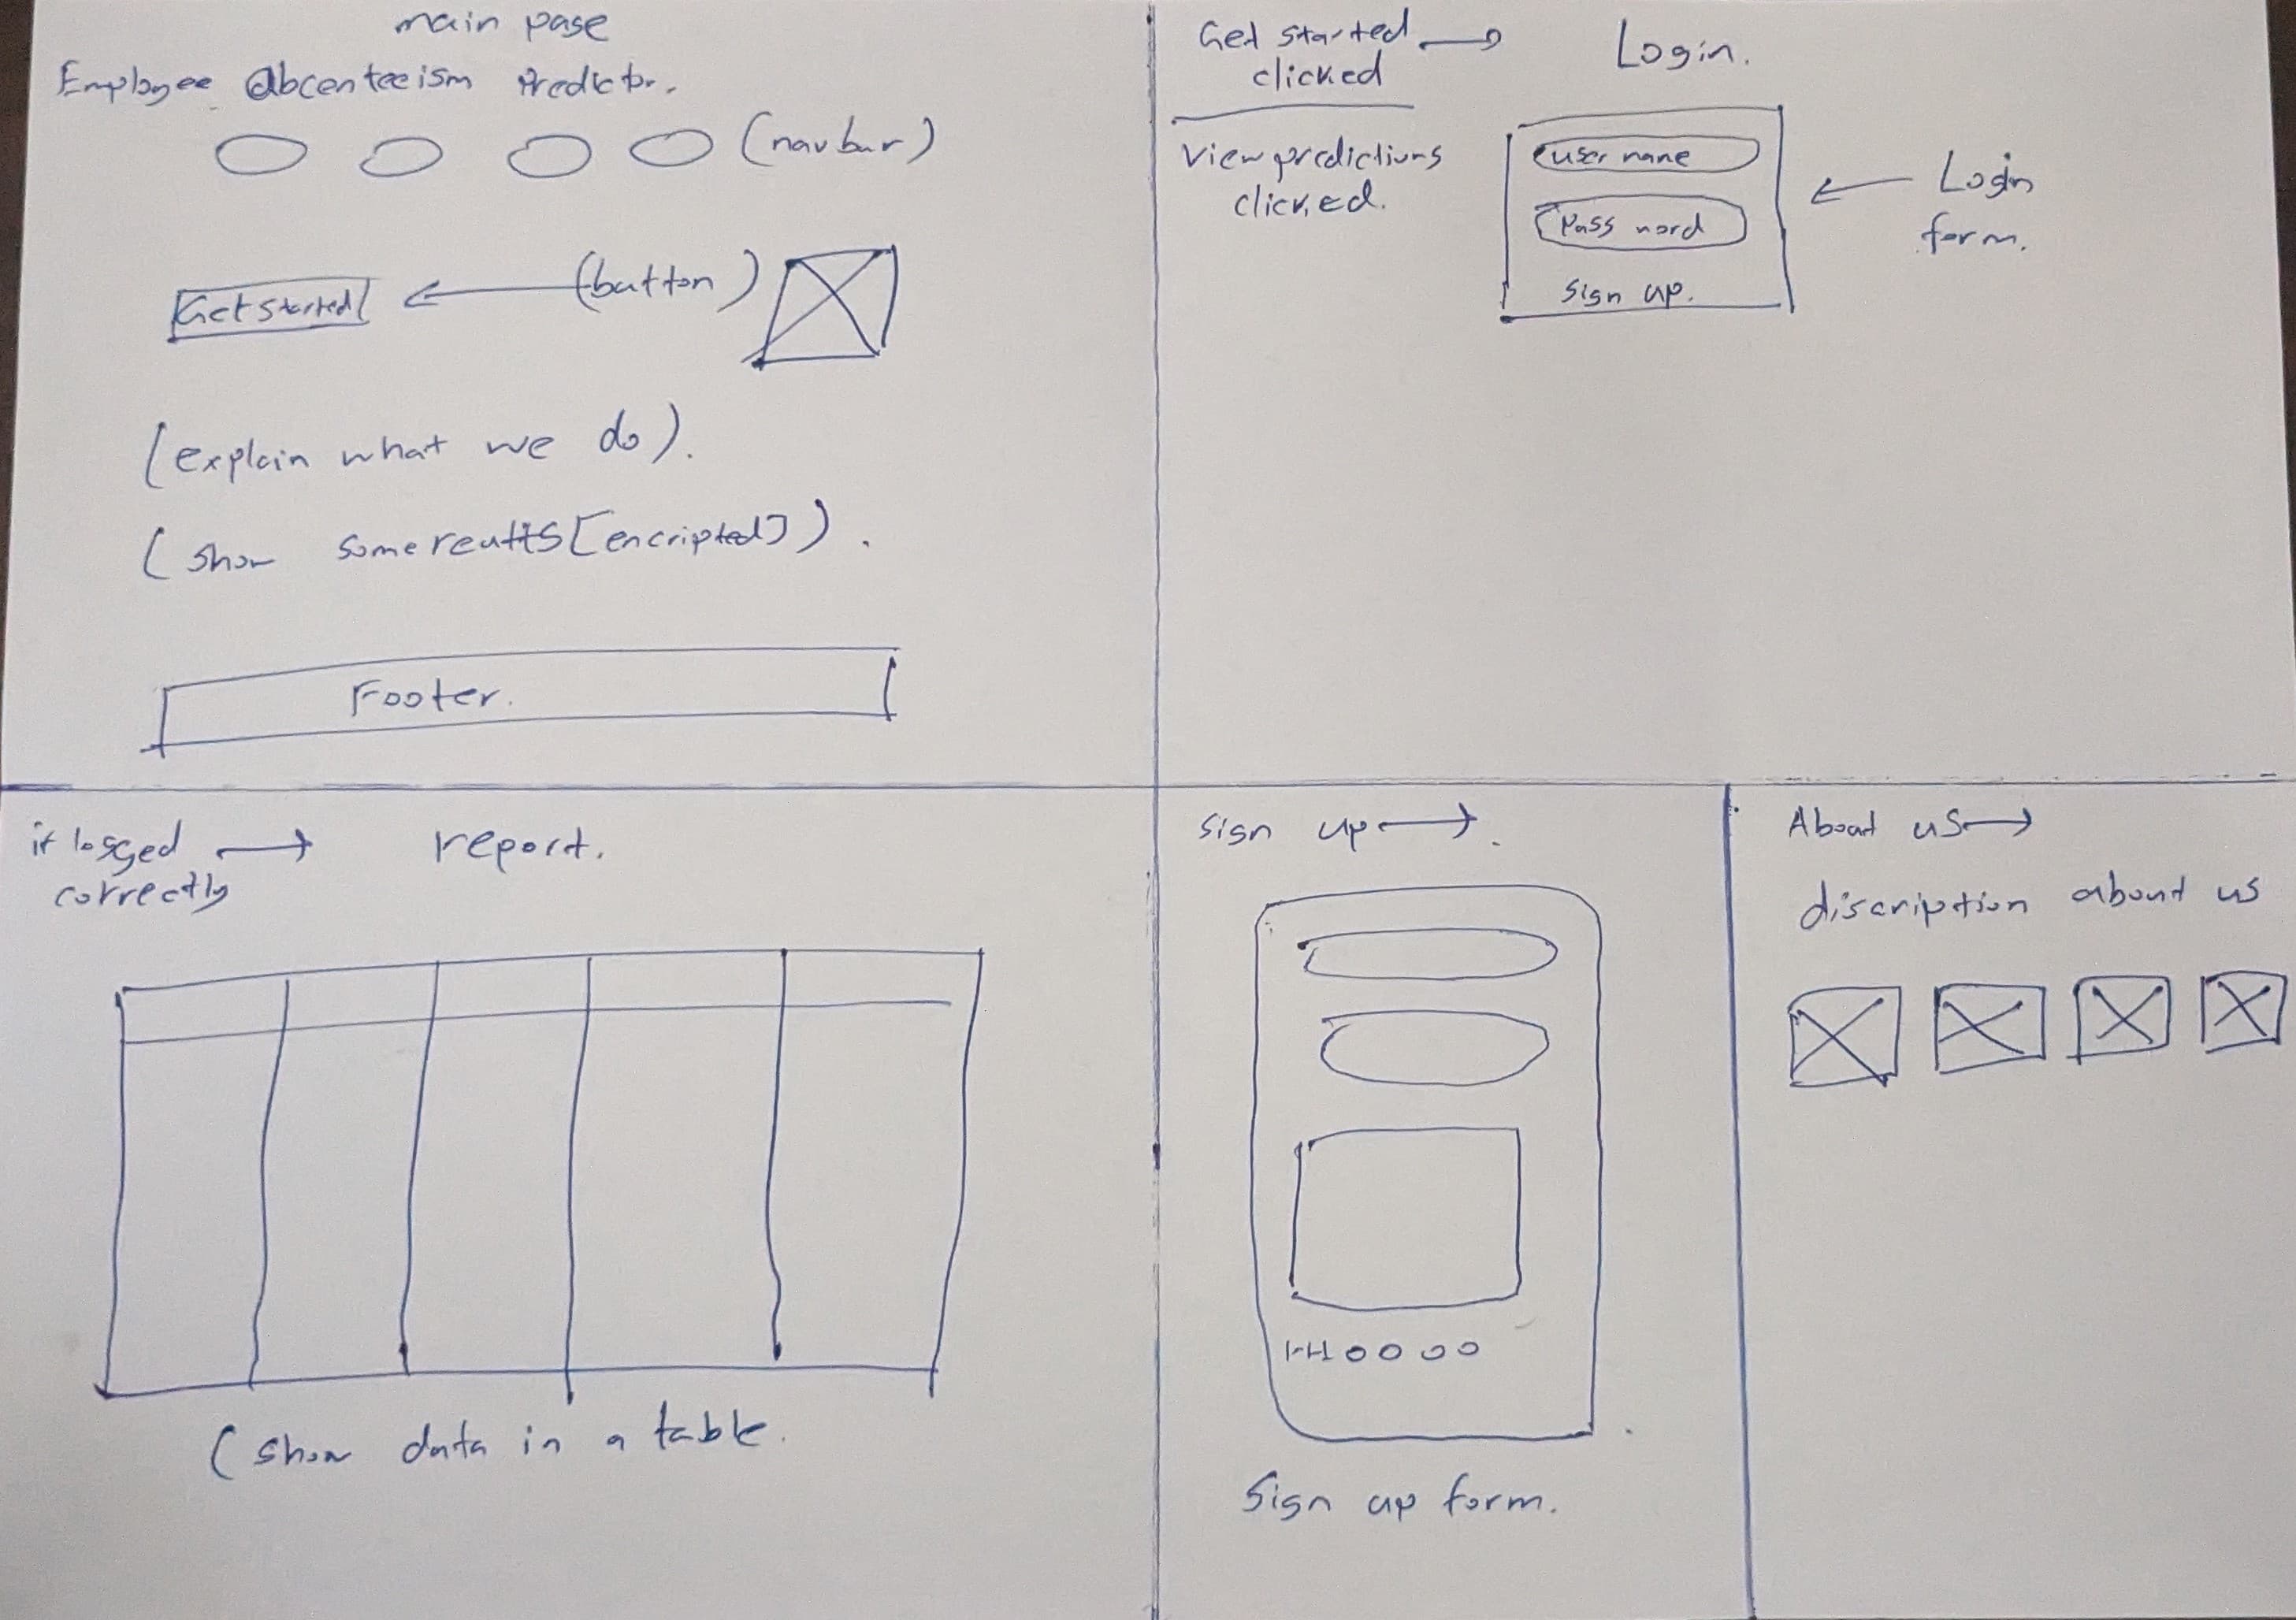 main page
Employee abcenteeism Predictor.
(navbar)
Get started
(button)
(explain what we do).
(show some reults [encripted]).
Footer.
Get started
clicked
Login.
View predictions
clicked.
user name
Pass word
Sign up.
Login
form.
if logged
correctly
report.
(show data in a table.
Sign up
Sign up form.
About us
discription about us